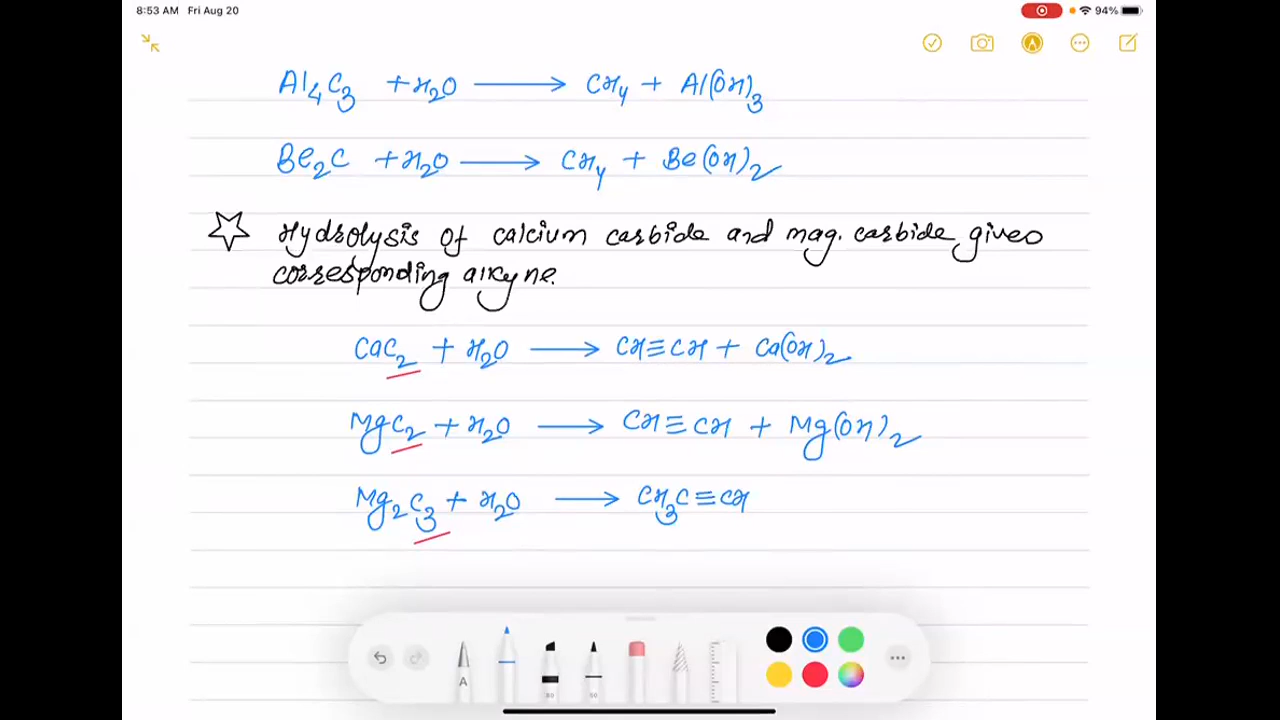 8:53 AM Fri Aug 20 94%
Al₄C₃ + H₂O ⟶ CH₄ + Al(OH)₃
Be₂C + H₂O ⟶ CH₄ + Be(OH)₂
☆ Hydrolysis of calcium carbide and mag. carbide gives
corresponding alkyne.
CaC₂ + H₂O ⟶ CH≡CH + Ca(OH)₂
MgC₂ + H₂O ⟶ CH≡CH + Mg(OH)₂
Mg₂C₃ + H₂O ⟶ CH₃C≡CH
A 80 50